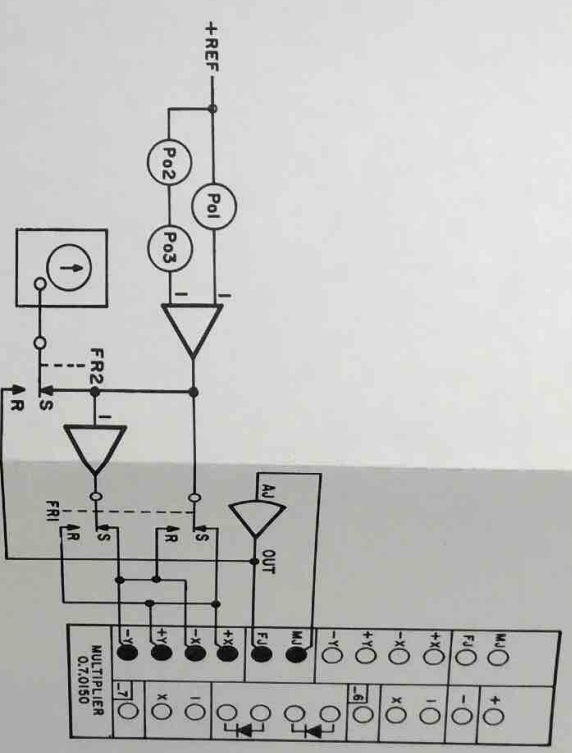 MJ +
FJ −
+X I
-X X
+Y -6
-Y
MJ
AJ OUT FJ
+X
+REF Po1 I
S
R
-X I
Po2 Po3 I
+Y X
-Y -7
I
S
R
FR2
FR1
S
R
MULTIPLIER
0.7.0150